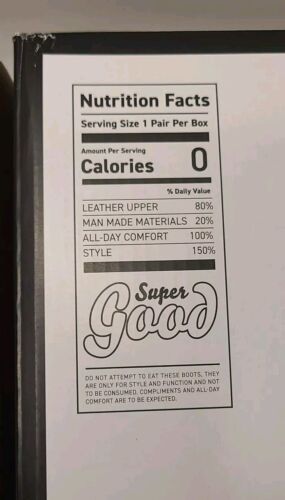 Nutrition Facts
Serving Size 1 Pair Per Box
Amount Per Serving
Calories 0
% Daily Value
LEATHER UPPER 80%
MAN MADE MATERIALS 20%
ALL-DAY COMFORT 100%
STYLE 150%
Super
Good
DO NOT ATTEMPT TO EAT THESE BOOTS, THEY
ARE ONLY FOR STYLE AND FUNCTION AND NOT
TO BE CONSUMED. COMPLIMENTS AND ALL-DAY
COMFORT ARE TO BE EXPECTED.